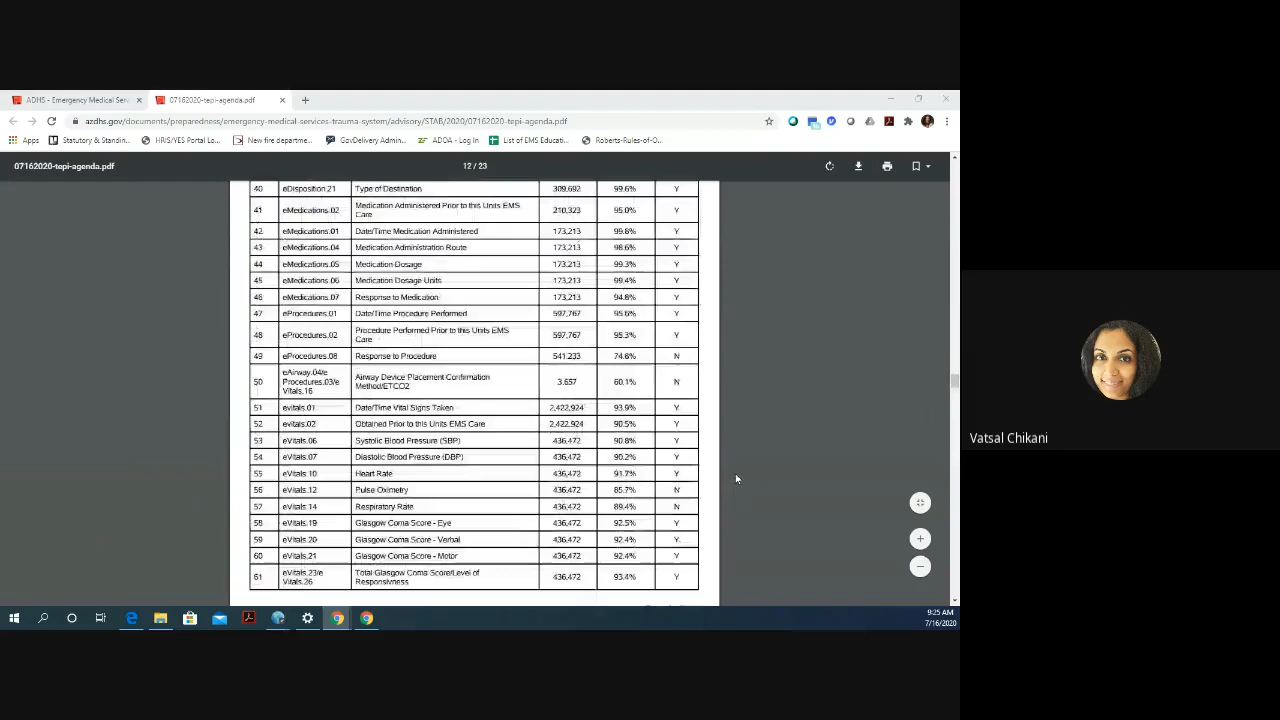 ADHS - Emergency Medical Serv
07162020-tepi-agenda.pdf
azdhs.gov/documents/preparedness/emergency-medical-services-trauma-system/advisory/STAB/2020/07162020-tepi-agenda.pdf
Apps Statutory & Standin... HRIS/YES Portal Lo... New fire departme... GovDelivery Admin... ADOA - Log In List of EMS Educati... Roberts-Rules-of-O...
07162020-tepi-agenda.pdf 12 / 23
40 eDisposition.21 Type of Destination 309,692 99.6% Y
41 eMedications.02 Medication Administered Prior to this Units EMS Care 210,323 95.0% Y
42 eMedications.01 Date/Time Medication Administered 173,213 99.8% Y
43 eMedications.04 Medication Administration Route 173,213 98.6% Y
44 eMedications.05 Medication Dosage 173,213 99.3% Y
45 eMedications.06 Medication Dosage Units 173,213 99.4% Y
46 eMedications.07 Response to Medication 173,213 94.8% Y
47 eProcedures.01 Date/Time Procedure Performed 597,767 95.6% Y
48 eProcedures.02 Procedure Performed Prior to this Units EMS Care 597,767 95.3% Y
49 eProcedures.08 Response to Procedure 541,233 74.6% N
50 eAirway.04/e Procedures.03/e Vitals.16 Airway Device Placement Confirmation Method/ETCO2 3,657 60.1% N
51 evitals.01 Date/Time Vital Signs Taken 2,422,924 93.9% Y
52 evitals.02 Obtained Prior to this Units EMS Care 2,422,924 90.5% Y
53 eVitals.06 Systolic Blood Pressure (SBP) 436,472 90.8% Y
54 eVitals.07 Diastolic Blood Pressure (DBP) 436,472 90.2% Y
55 eVitals.10 Heart Rate 436,472 91.7% Y
56 eVitals.12 Pulse Oximetry 436,472 85.7% N
57 eVitals.14 Respiratory Rate 436,472 89.4% N
58 eVitals.19 Glasgow Coma Score - Eye 436,472 92.5% Y
59 eVitals.20 Glasgow Coma Score - Verbal 436,472 92.4% Y
60 eVitals.21 Glasgow Coma Score - Motor 436,472 92.4% Y
61 eVitals.23/e Vitals.26 Total Glasgow Coma Score/Level of Responsivness 436,472 93.4% Y
Vatsal Chikani
9:25 AM
7/16/2020